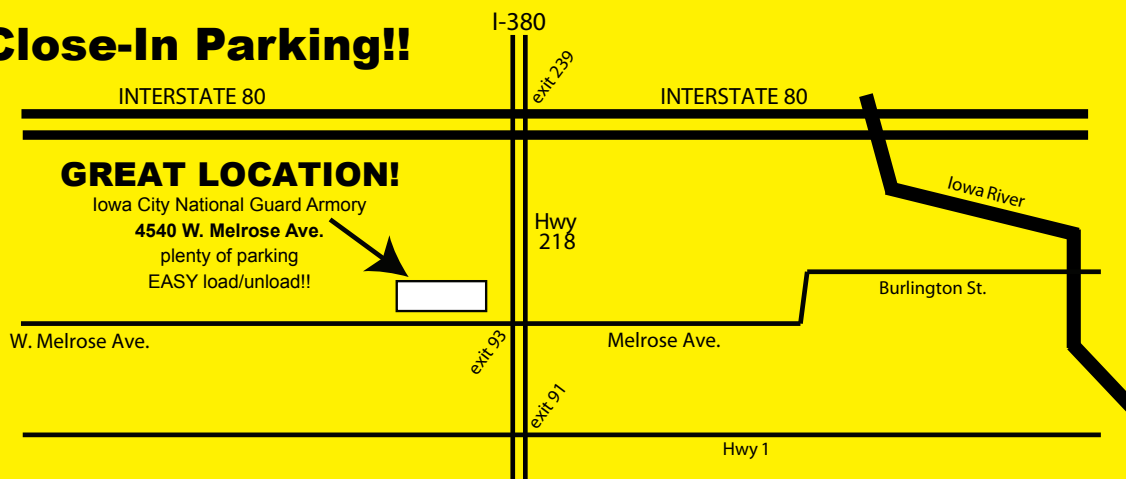 Close-In Parking!!
I-380
exit 239
INTERSTATE 80
INTERSTATE 80
GREAT LOCATION!
Iowa City National Guard Armory
4540 W. Melrose Ave.
plenty of parking
EASY load/unload!!
Hwy
218
Iowa River
Burlington St.
W. Melrose Ave.
exit 93
Melrose Ave.
exit 91
Hwy 1